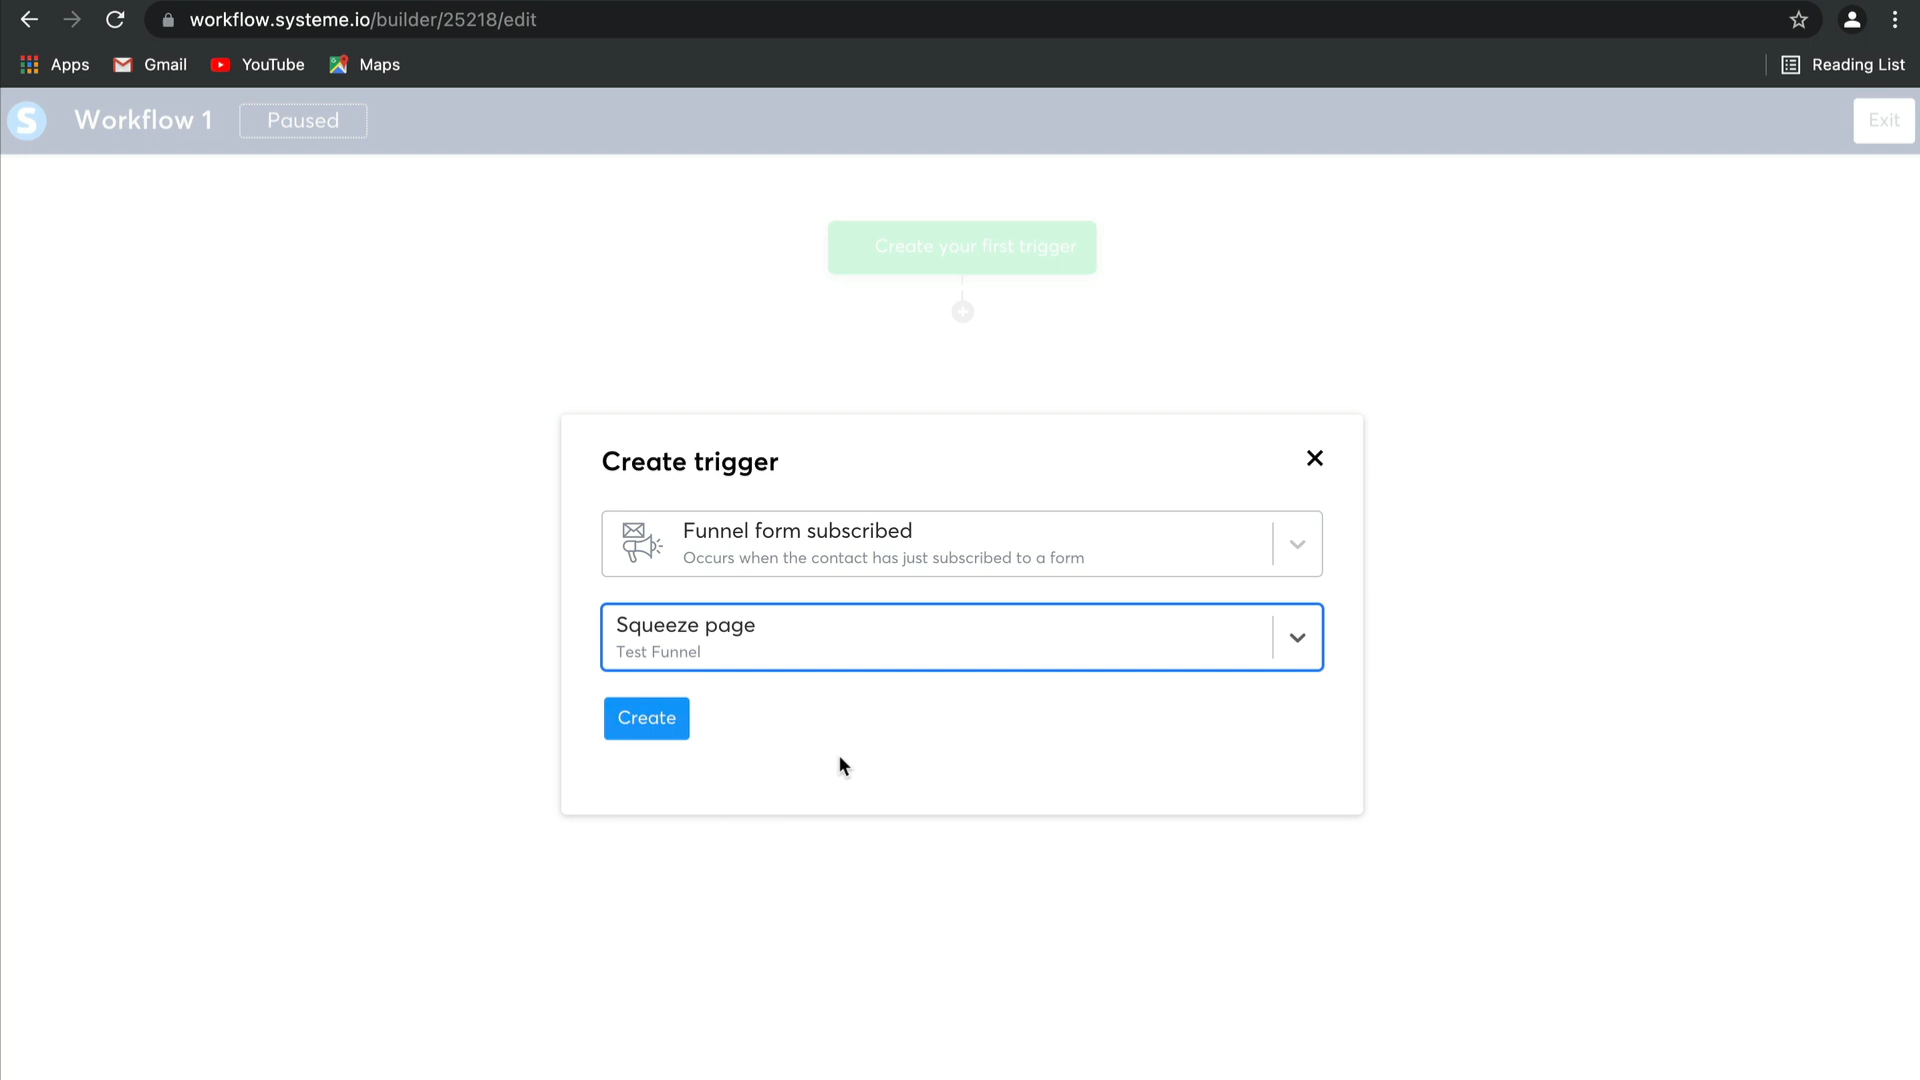 workflow.systeme.io/builder/25218/edit
Apps
Gmail
YouTube
Maps
Reading List
S
Workflow 1
Paused
Exit
Create your first trigger
Create trigger
Funnel form subscribed
Occurs when the contact has just subscribed to a form
Squeeze page
Test Funnel
Create